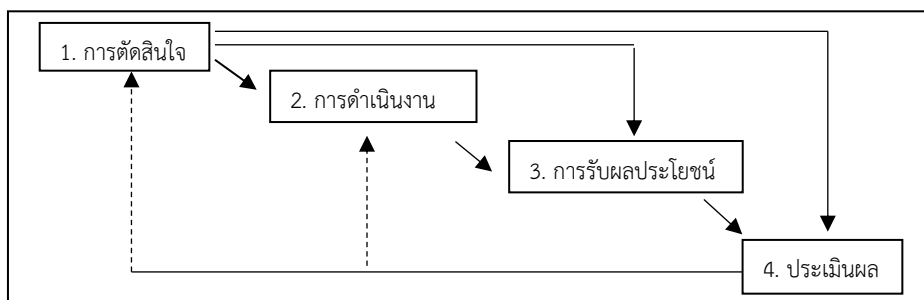 1. การตัดสินใจ
2. การดำเนินงาน
3. การรับผลประโยชน์
4. ประเมินผล